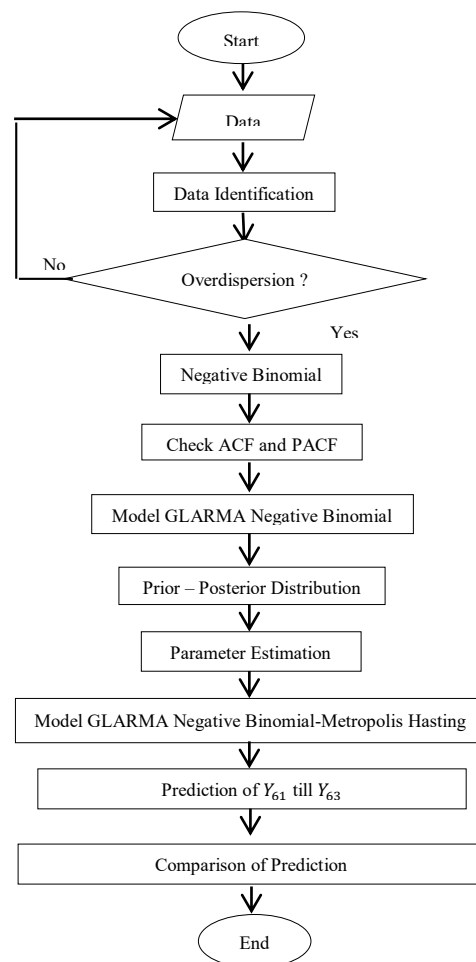 Start
Data
Data Identification
No
Overdispersion ?
Yes
Negative Binomial
Check ACF and PACF
Model GLARMA Negative Binomial
Prior – Posterior Distribution
Parameter Estimation
Model GLARMA Negative Binomial-Metropolis Hasting
Prediction of Y₆₁ till Y₆₃
Comparison of Prediction
End